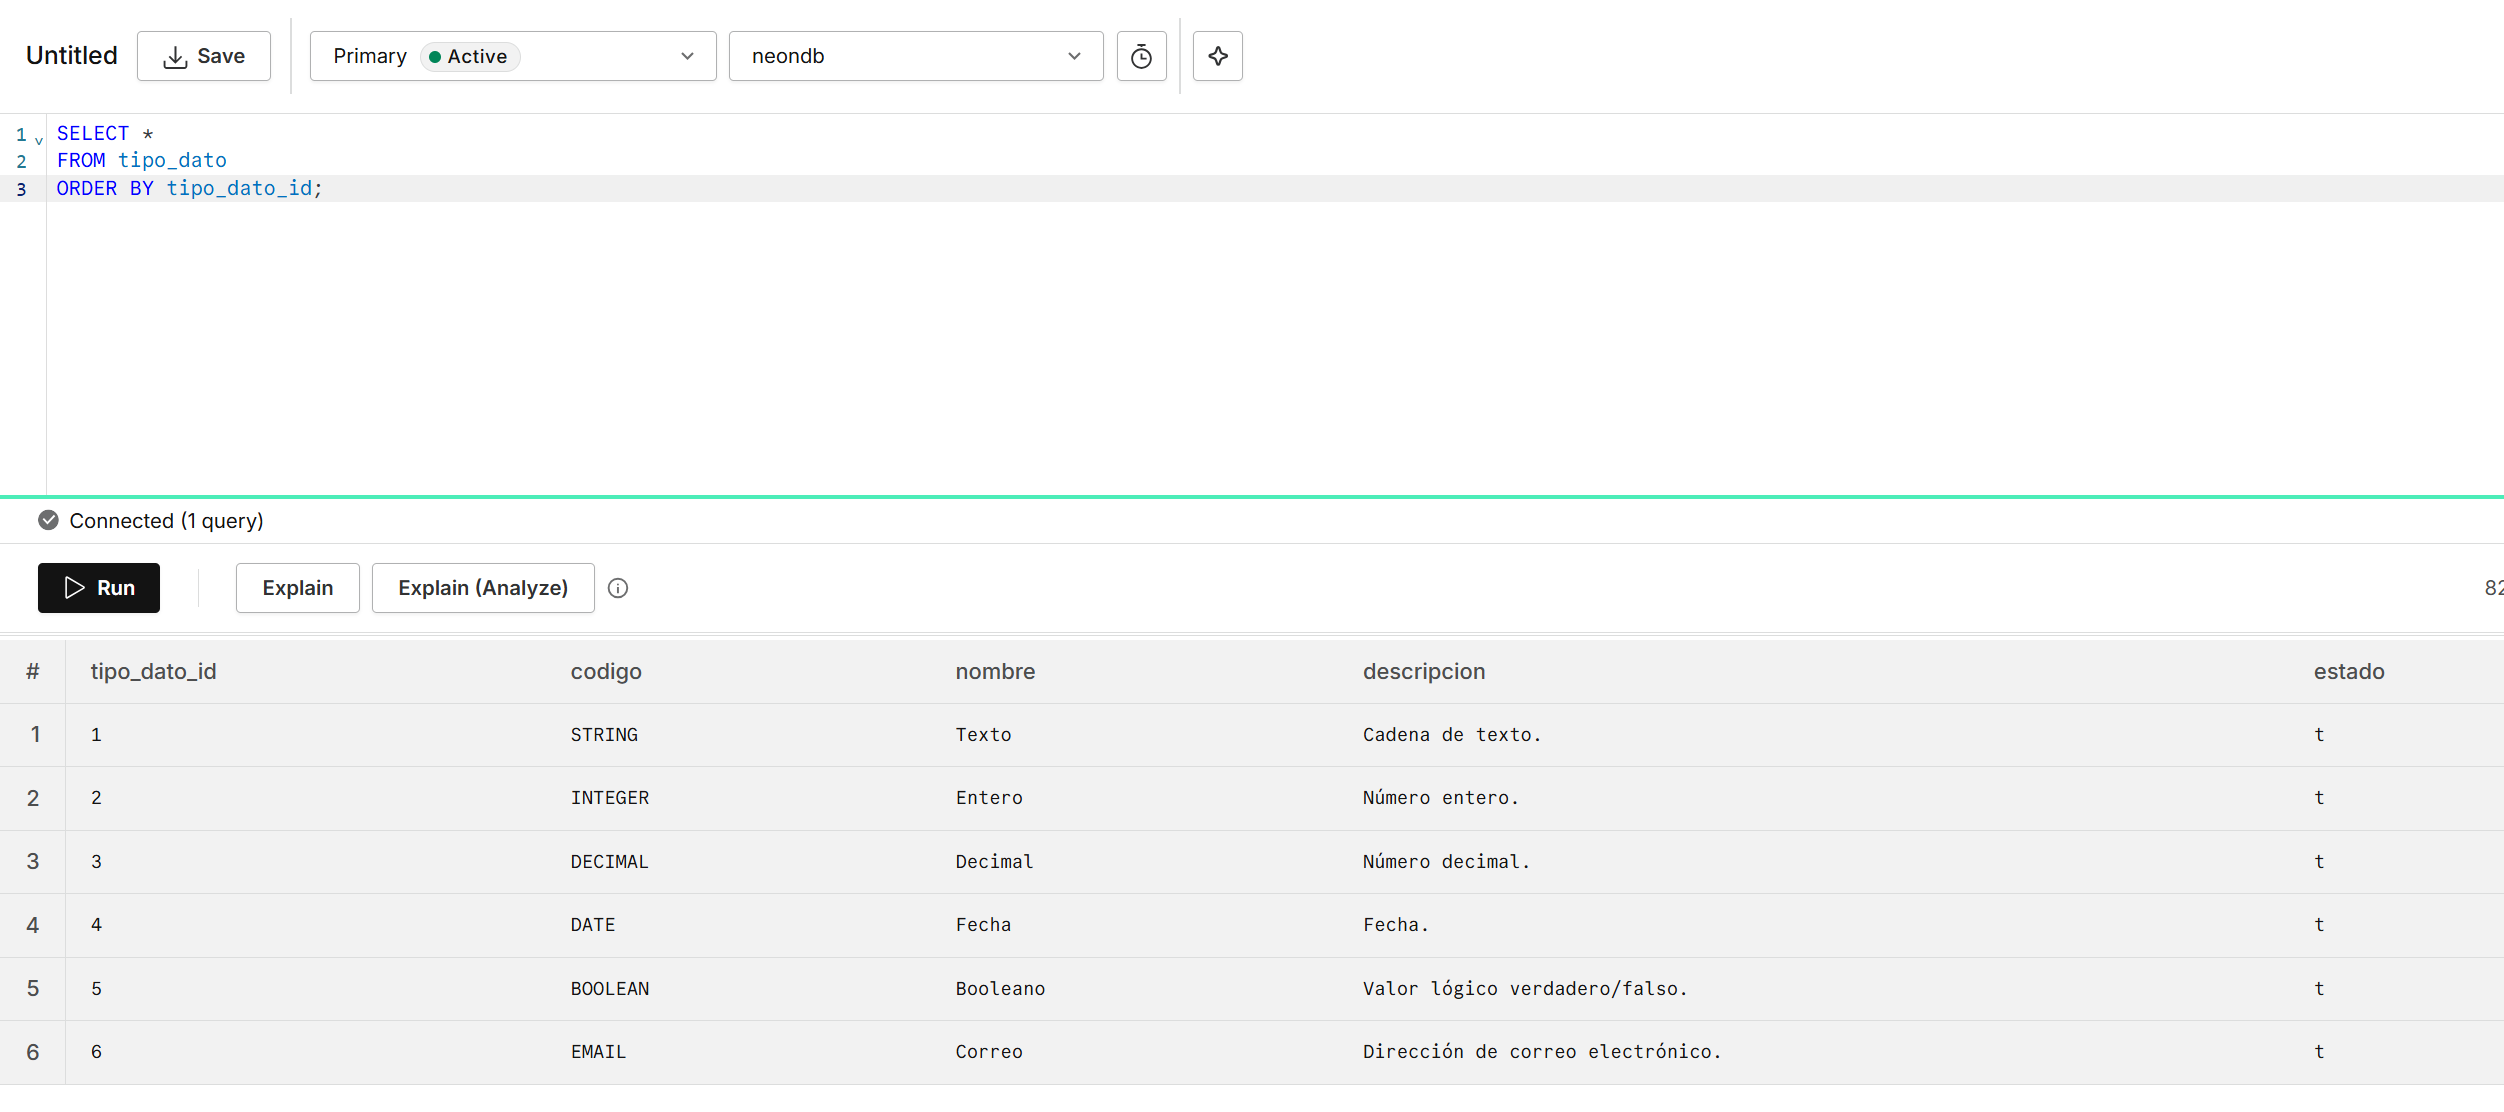 Untitled Save Primary Active neondb
1 SELECT *
2 FROM tipo_dato
3 ORDER BY tipo_dato_id;
Connected (1 query)
Run Explain Explain (Analyze) 82
# tipo_dato_id codigo nombre descripcion estado
1 1 STRING Texto Cadena de texto. t
2 2 INTEGER Entero Número entero. t
3 3 DECIMAL Decimal Número decimal. t
4 4 DATE Fecha Fecha. t
5 5 BOOLEAN Booleano Valor lógico verdadero/falso. t
6 6 EMAIL Correo Dirección de correo electrónico. t